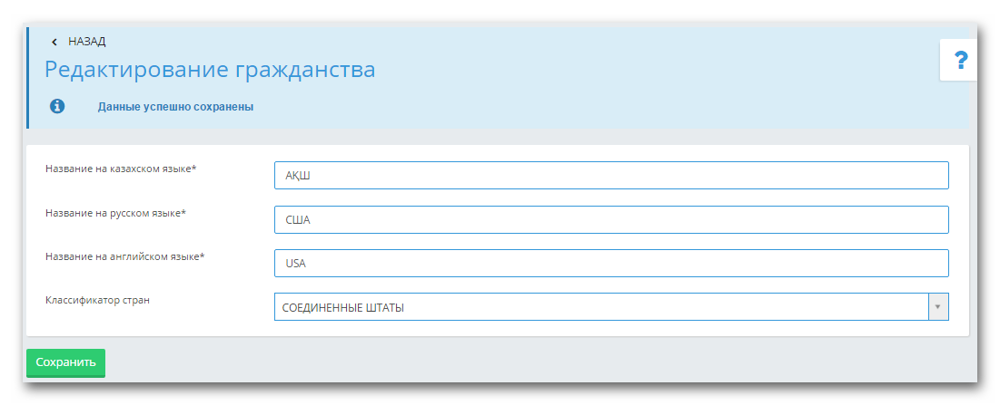 НАЗАД
Редактирование гражданства
?
Данные успешно сохранены
Название на казахском языке*
АҚШ
Название на русском языке*
США
Название на английском языке*
USA
Классификатор стран
СОЕДИНЕННЫЕ ШТАТЫ
Сохранить